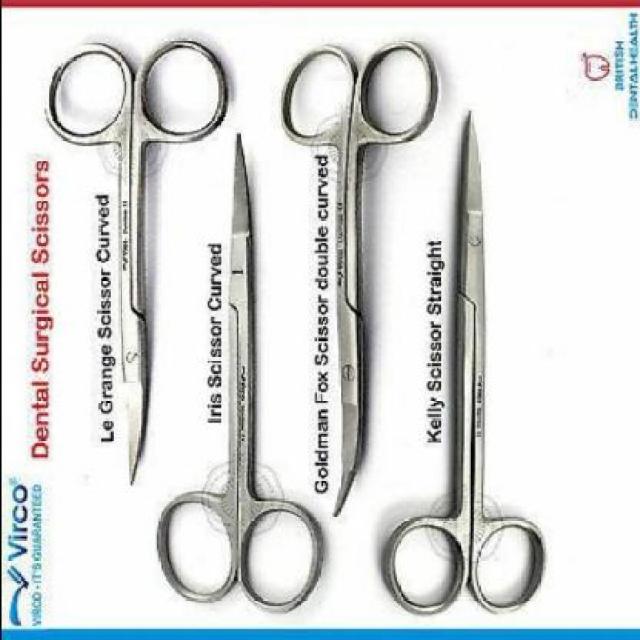 Virco®
VIRCO - IT'S GUARANTEED
Dental Surgical Scissors
Le Grange Scissor Curved
Iris Scissor Curved
Goldman Fox Scissor double curved
Kelly Scissor Straight
BRITISH
DENTALHEALTH